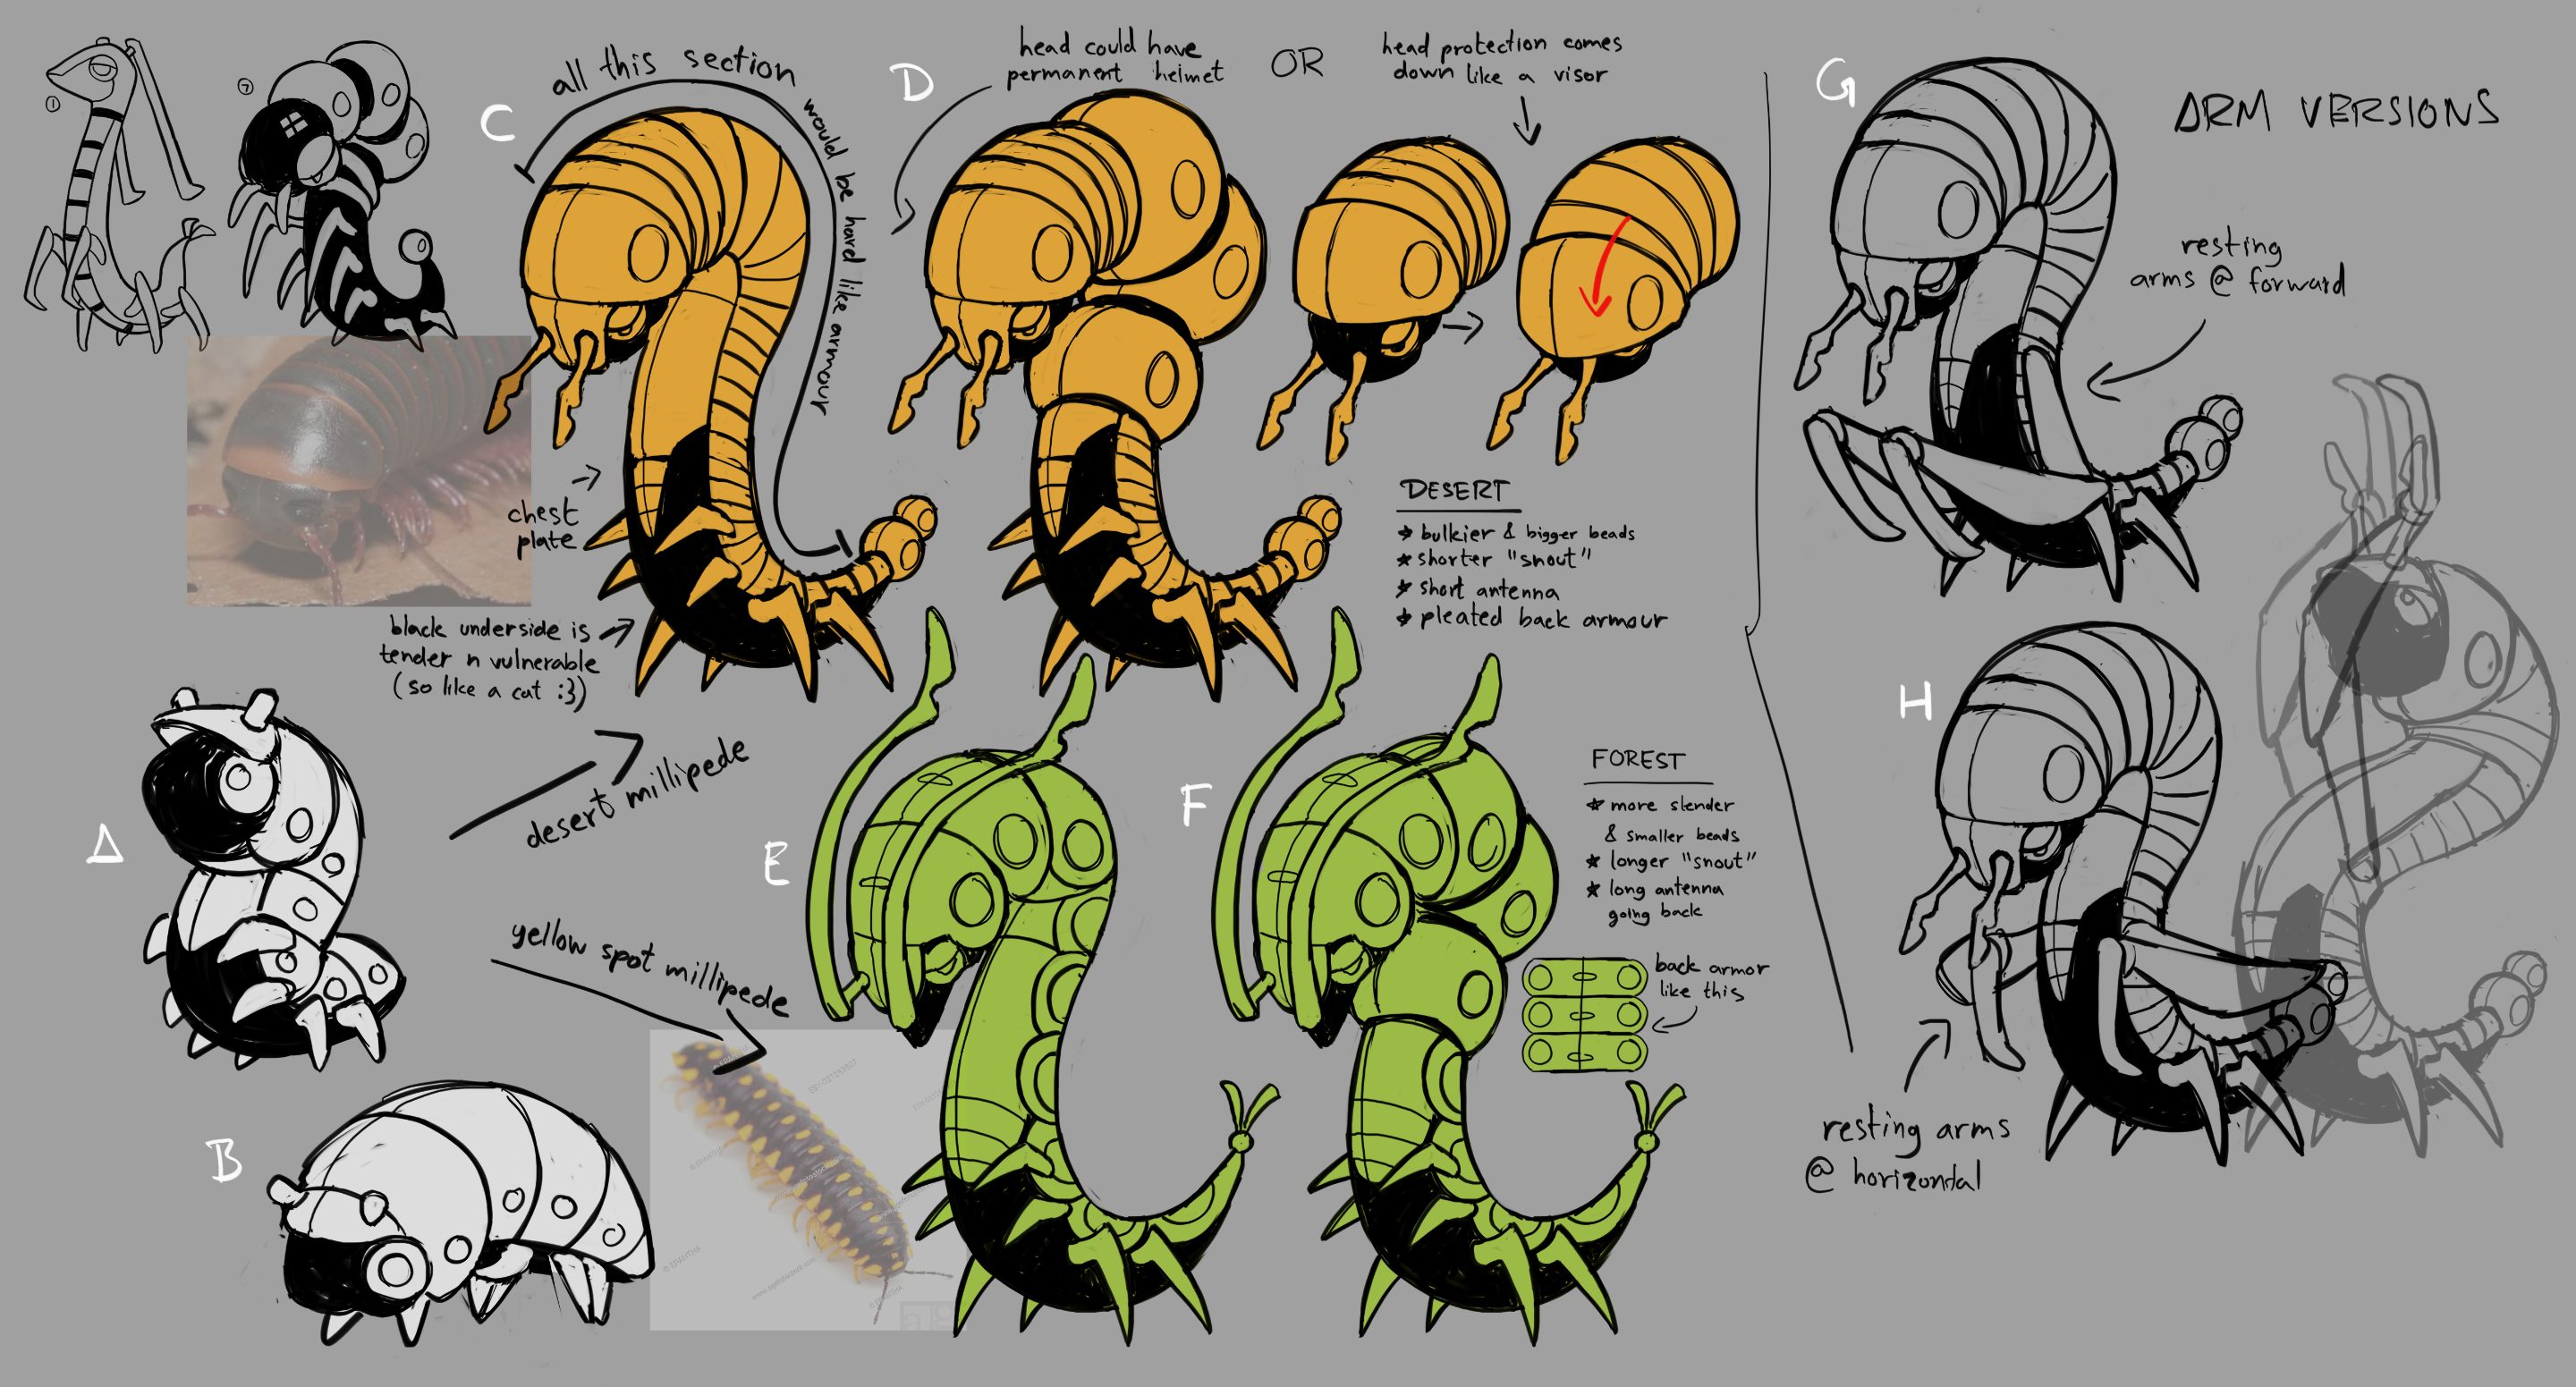 ①
⑦
C
all this section
would be hard like armour
D
head could have
permanent helmet
OR
head protection comes
down like a visor
G
ARM VERSIONS
resting
arms @ forward
chest
plate
black underside is
tender n vulnerable
(so like a cat :3)
DESERT
★ bulkier & bigger beads
★ shorter "snout"
★ short antenna
★ pleated back armour
A
desert millipede
yellow spot millipede
B
E
F
FOREST
★ more slender
& smaller beads
★ longer "snout"
★ long antenna
going back
back armor
like this
H
resting arms
@ horizontal